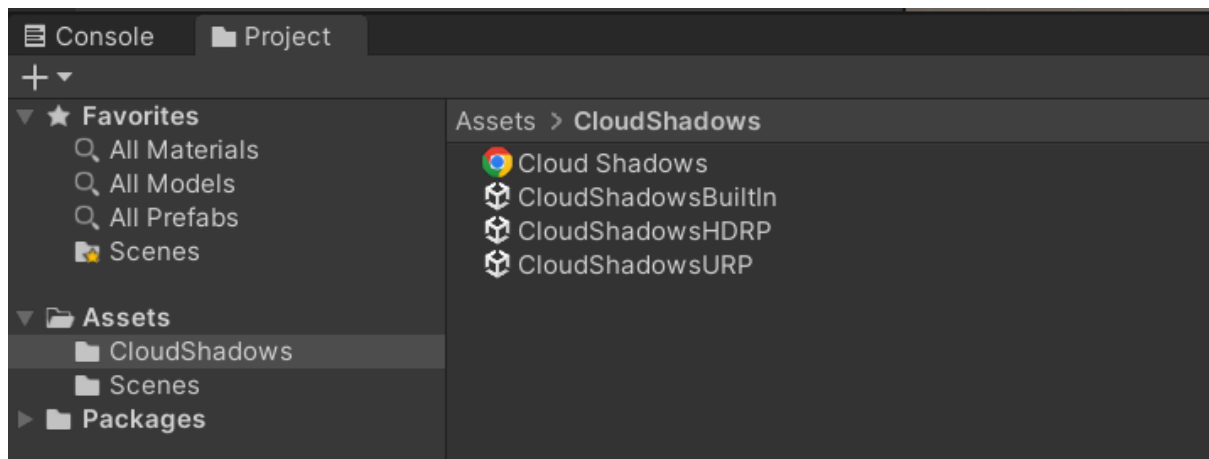 Console Project
Favorites
All Materials
All Models
All Prefabs
Scenes
Assets
CloudShadows
Scenes
Packages
Assets > CloudShadows
Cloud Shadows
CloudShadowsBuiltIn
CloudShadowsHDRP
CloudShadowsURP